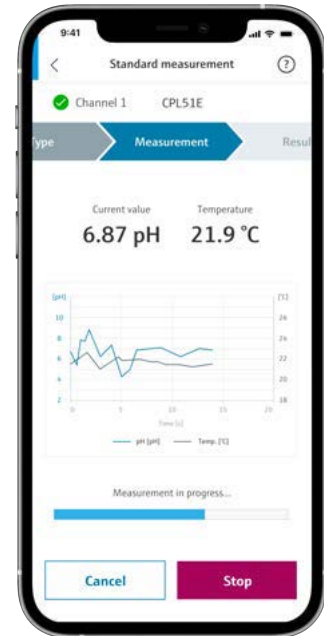 9:41
Standard measurement ?
Channel 1 CPL51E
ype Measurement Resul
Current value Temperature
6.87 pH 21.9 °C
[pH] [°C]
10 26
8 24
6 22
4 20
2 18
0 5 10 15 20
Time [s]
pH [pH] Temp. [°C]
Measurement in progress...
Cancel Stop